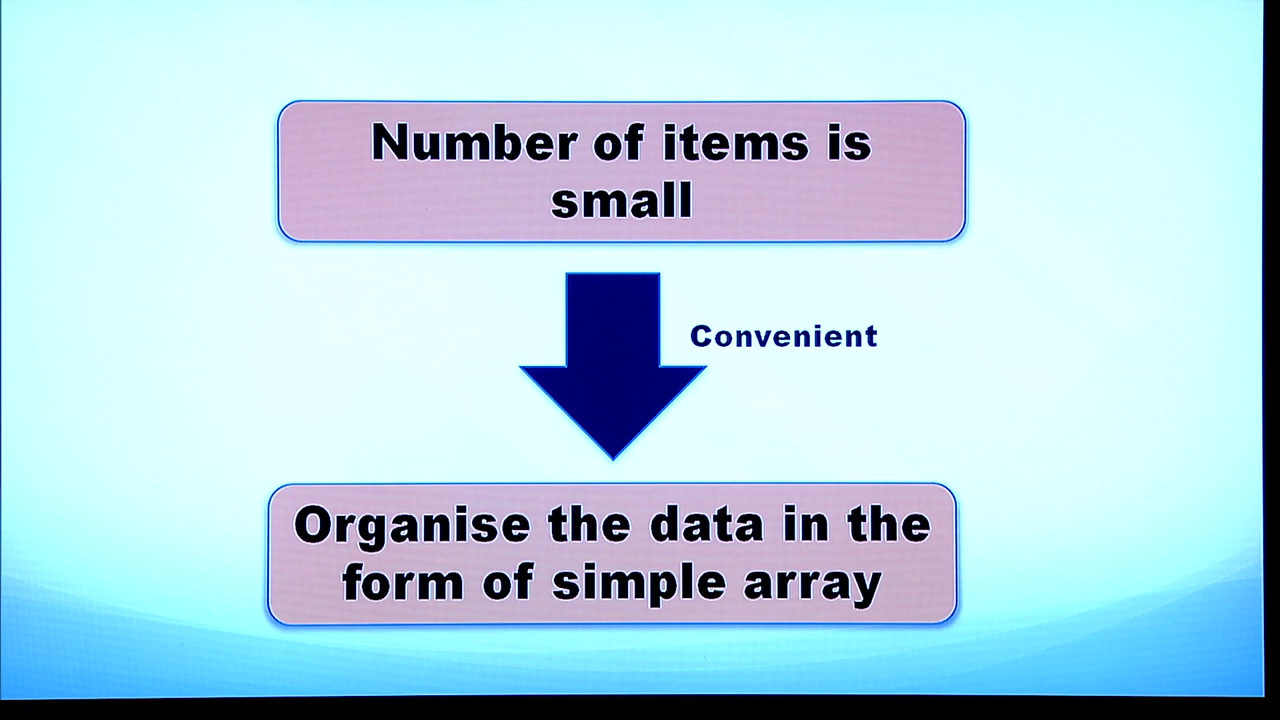 Number of items is
small
Convenient
Organise the data in the
form of simple array